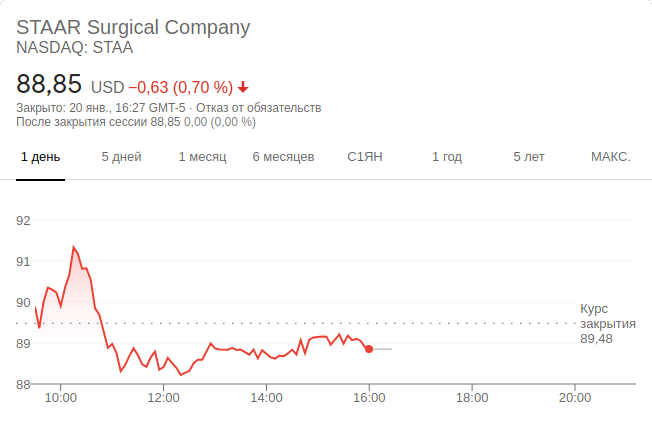 STAAR Surgical Company
NASDAQ: STAA
88,85 USD −0,63 (0,70 %)
Закрыто: 20 янв., 16:27 GMT-5 · Отказ от обязательств
После закрытия сессии 88,85 0,00 (0,00 %)
1 день 5 дней 1 месяц 6 месяцев С1ЯН 1 год 5 лет МАКС.
92
91
90
89
88
Курс
закрытия
89,48
10:00 12:00 14:00 16:00 18:00 20:00